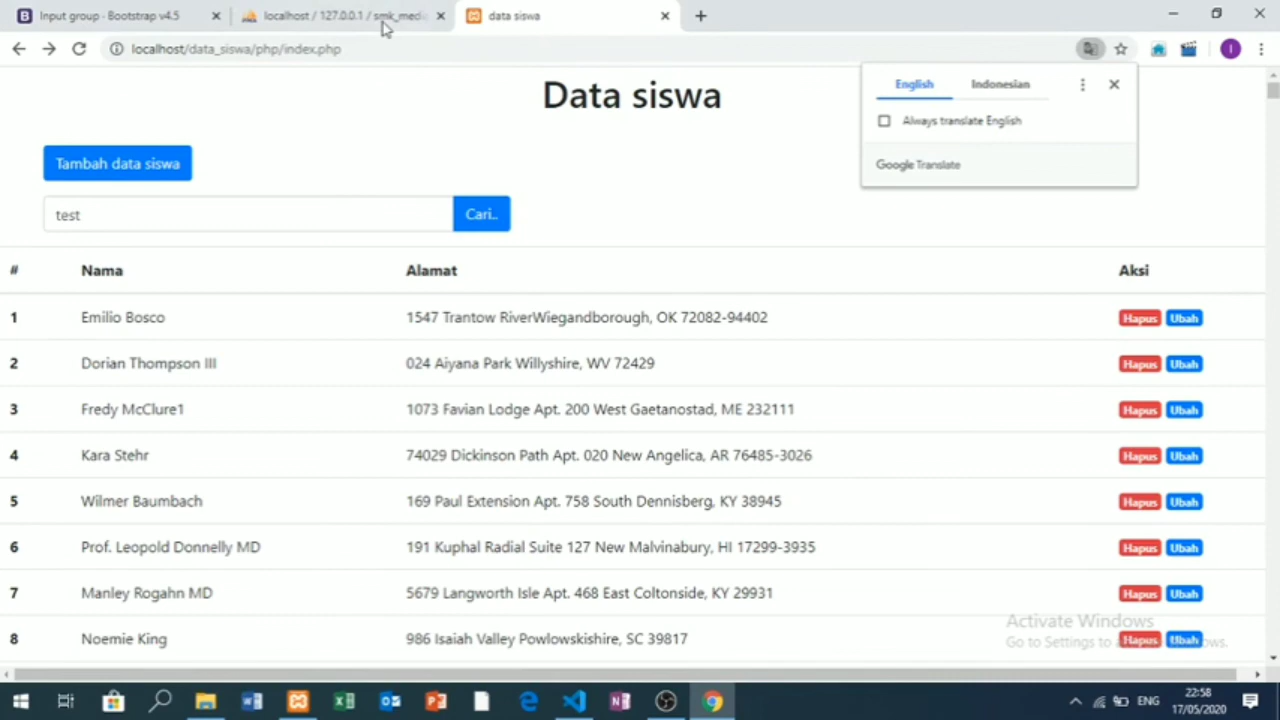 Input group - Bootstrap v4.5
localhost / 127.0.0.1 / smk_medi
data siswa
localhost/data_siswa/php/index.php
English Indonesian
Always translate English
Google Translate
Data siswa
Tambah data siswa
test Cari..
# Nama Alamat Aksi
1 Emilio Bosco 1547 Trantow RiverWiegandborough, OK 72082-94402 Hapus Ubah
2 Dorian Thompson III 024 Aiyana Park Willyshire, WV 72429 Hapus Ubah
3 Fredy McClure1 1073 Favian Lodge Apt. 200 West Gaetanostad, ME 232111 Hapus Ubah
4 Kara Stehr 74029 Dickinson Path Apt. 020 New Angelica, AR 76485-3026 Hapus Ubah
5 Wilmer Baumbach 169 Paul Extension Apt. 758 South Dennisberg, KY 38945 Hapus Ubah
6 Prof. Leopold Donnelly MD 191 Kuphal Radial Suite 127 New Malvinabury, HI 17299-3935 Hapus Ubah
7 Manley Rogahn MD 5679 Langworth Isle Apt. 468 East Coltonside, KY 29931 Hapus Ubah
8 Noemie King 986 Isaiah Valley Powlowskishire, SC 39817 Hapus Ubah
Activate Windows
Go to Settings to
ENG
22:58
17/05/2020